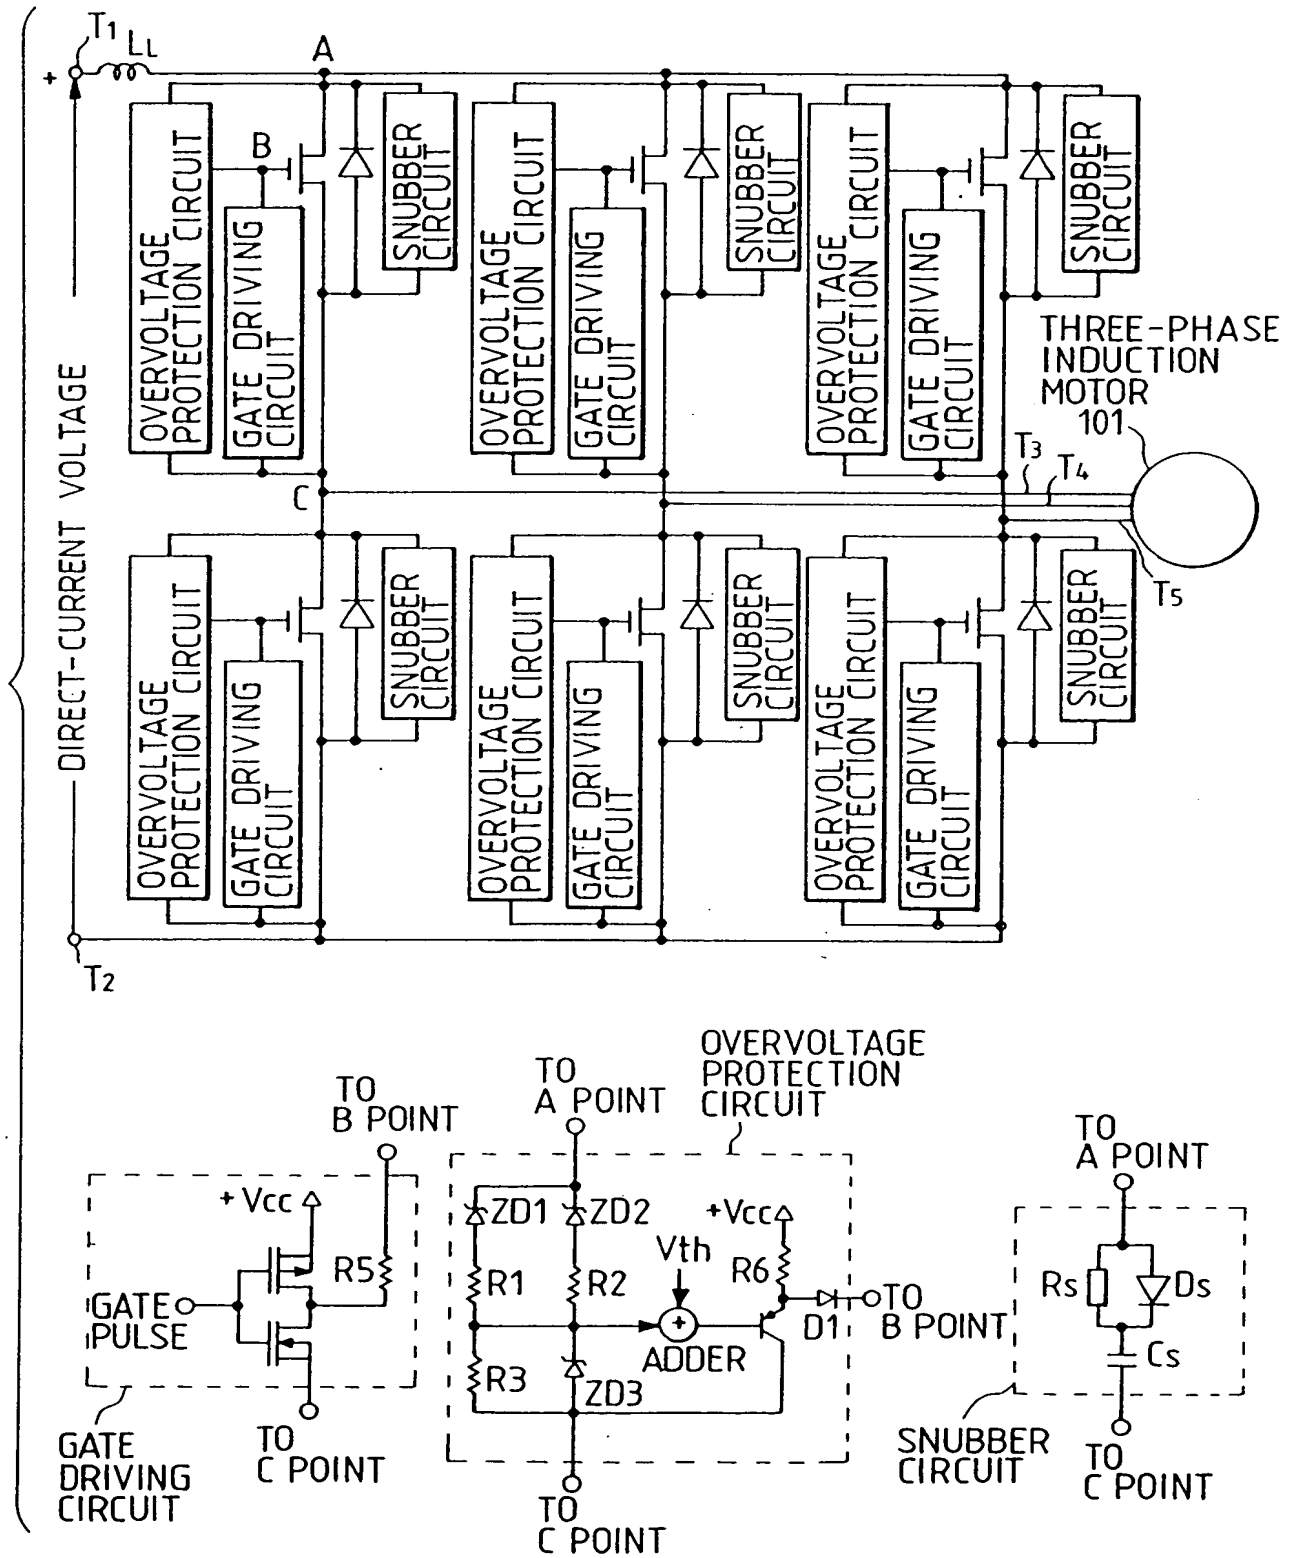 T1
LL
A
+
OVERVOLTAGE
PROTECTION CIRCUIT
B
GATE DRIVING
CIRCUIT
SNUBBER
CIRCUIT
OVERVOLTAGE
PROTECTION CIRCUIT
GATE DRIVING
CIRCUIT
SNUBBER
CIRCUIT
OVERVOLTAGE
PROTECTION CIRCUIT
GATE DRIVING
CIRCUIT
SNUBBER
CIRCUIT
THREE-PHASE
INDUCTION
MOTOR
101
DIRECT-CURRENT VOLTAGE
C
T3
T4
T5
OVERVOLTAGE
PROTECTION CIRCUIT
GATE DRIVING
CIRCUIT
SNUBBER
CIRCUIT
OVERVOLTAGE
PROTECTION CIRCUIT
GATE DRIVING
CIRCUIT
SNUBBER
CIRCUIT
OVERVOLTAGE
PROTECTION CIRCUIT
GATE DRIVING
CIRCUIT
SNUBBER
CIRCUIT
T2
TO
B POINT
+Vcc
R5
GATE
PULSE
TO
C POINT
GATE
DRIVING
CIRCUIT
OVERVOLTAGE
PROTECTION
CIRCUIT
TO
A POINT
ZD1
ZD2
+Vcc
Vth
R1
R2
R6
+
ADDER
D1
TO
B POINT
R3
ZD3
TO
C POINT
TO
A POINT
Rs
Ds
Cs
SNUBBER
CIRCUIT
TO
C POINT